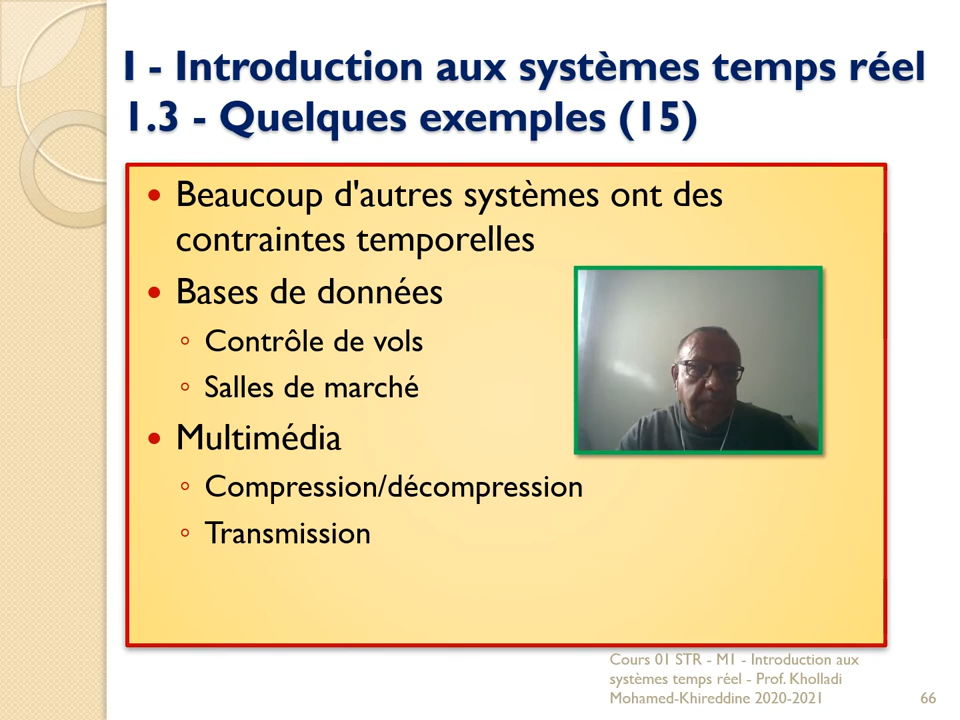 I - Introduction aux systèmes temps réel
1.3 - Quelques exemples (15)
Beaucoup d'autres systèmes ont des
contraintes temporelles
Bases de données
Contrôle de vols
Salles de marché
Multimédia
Compression/décompression
Transmission
Cours 01 STR - M1 - Introduction aux
systèmes temps réel - Prof. Kholladi
Mohamed-Khireddine 2020-2021
66